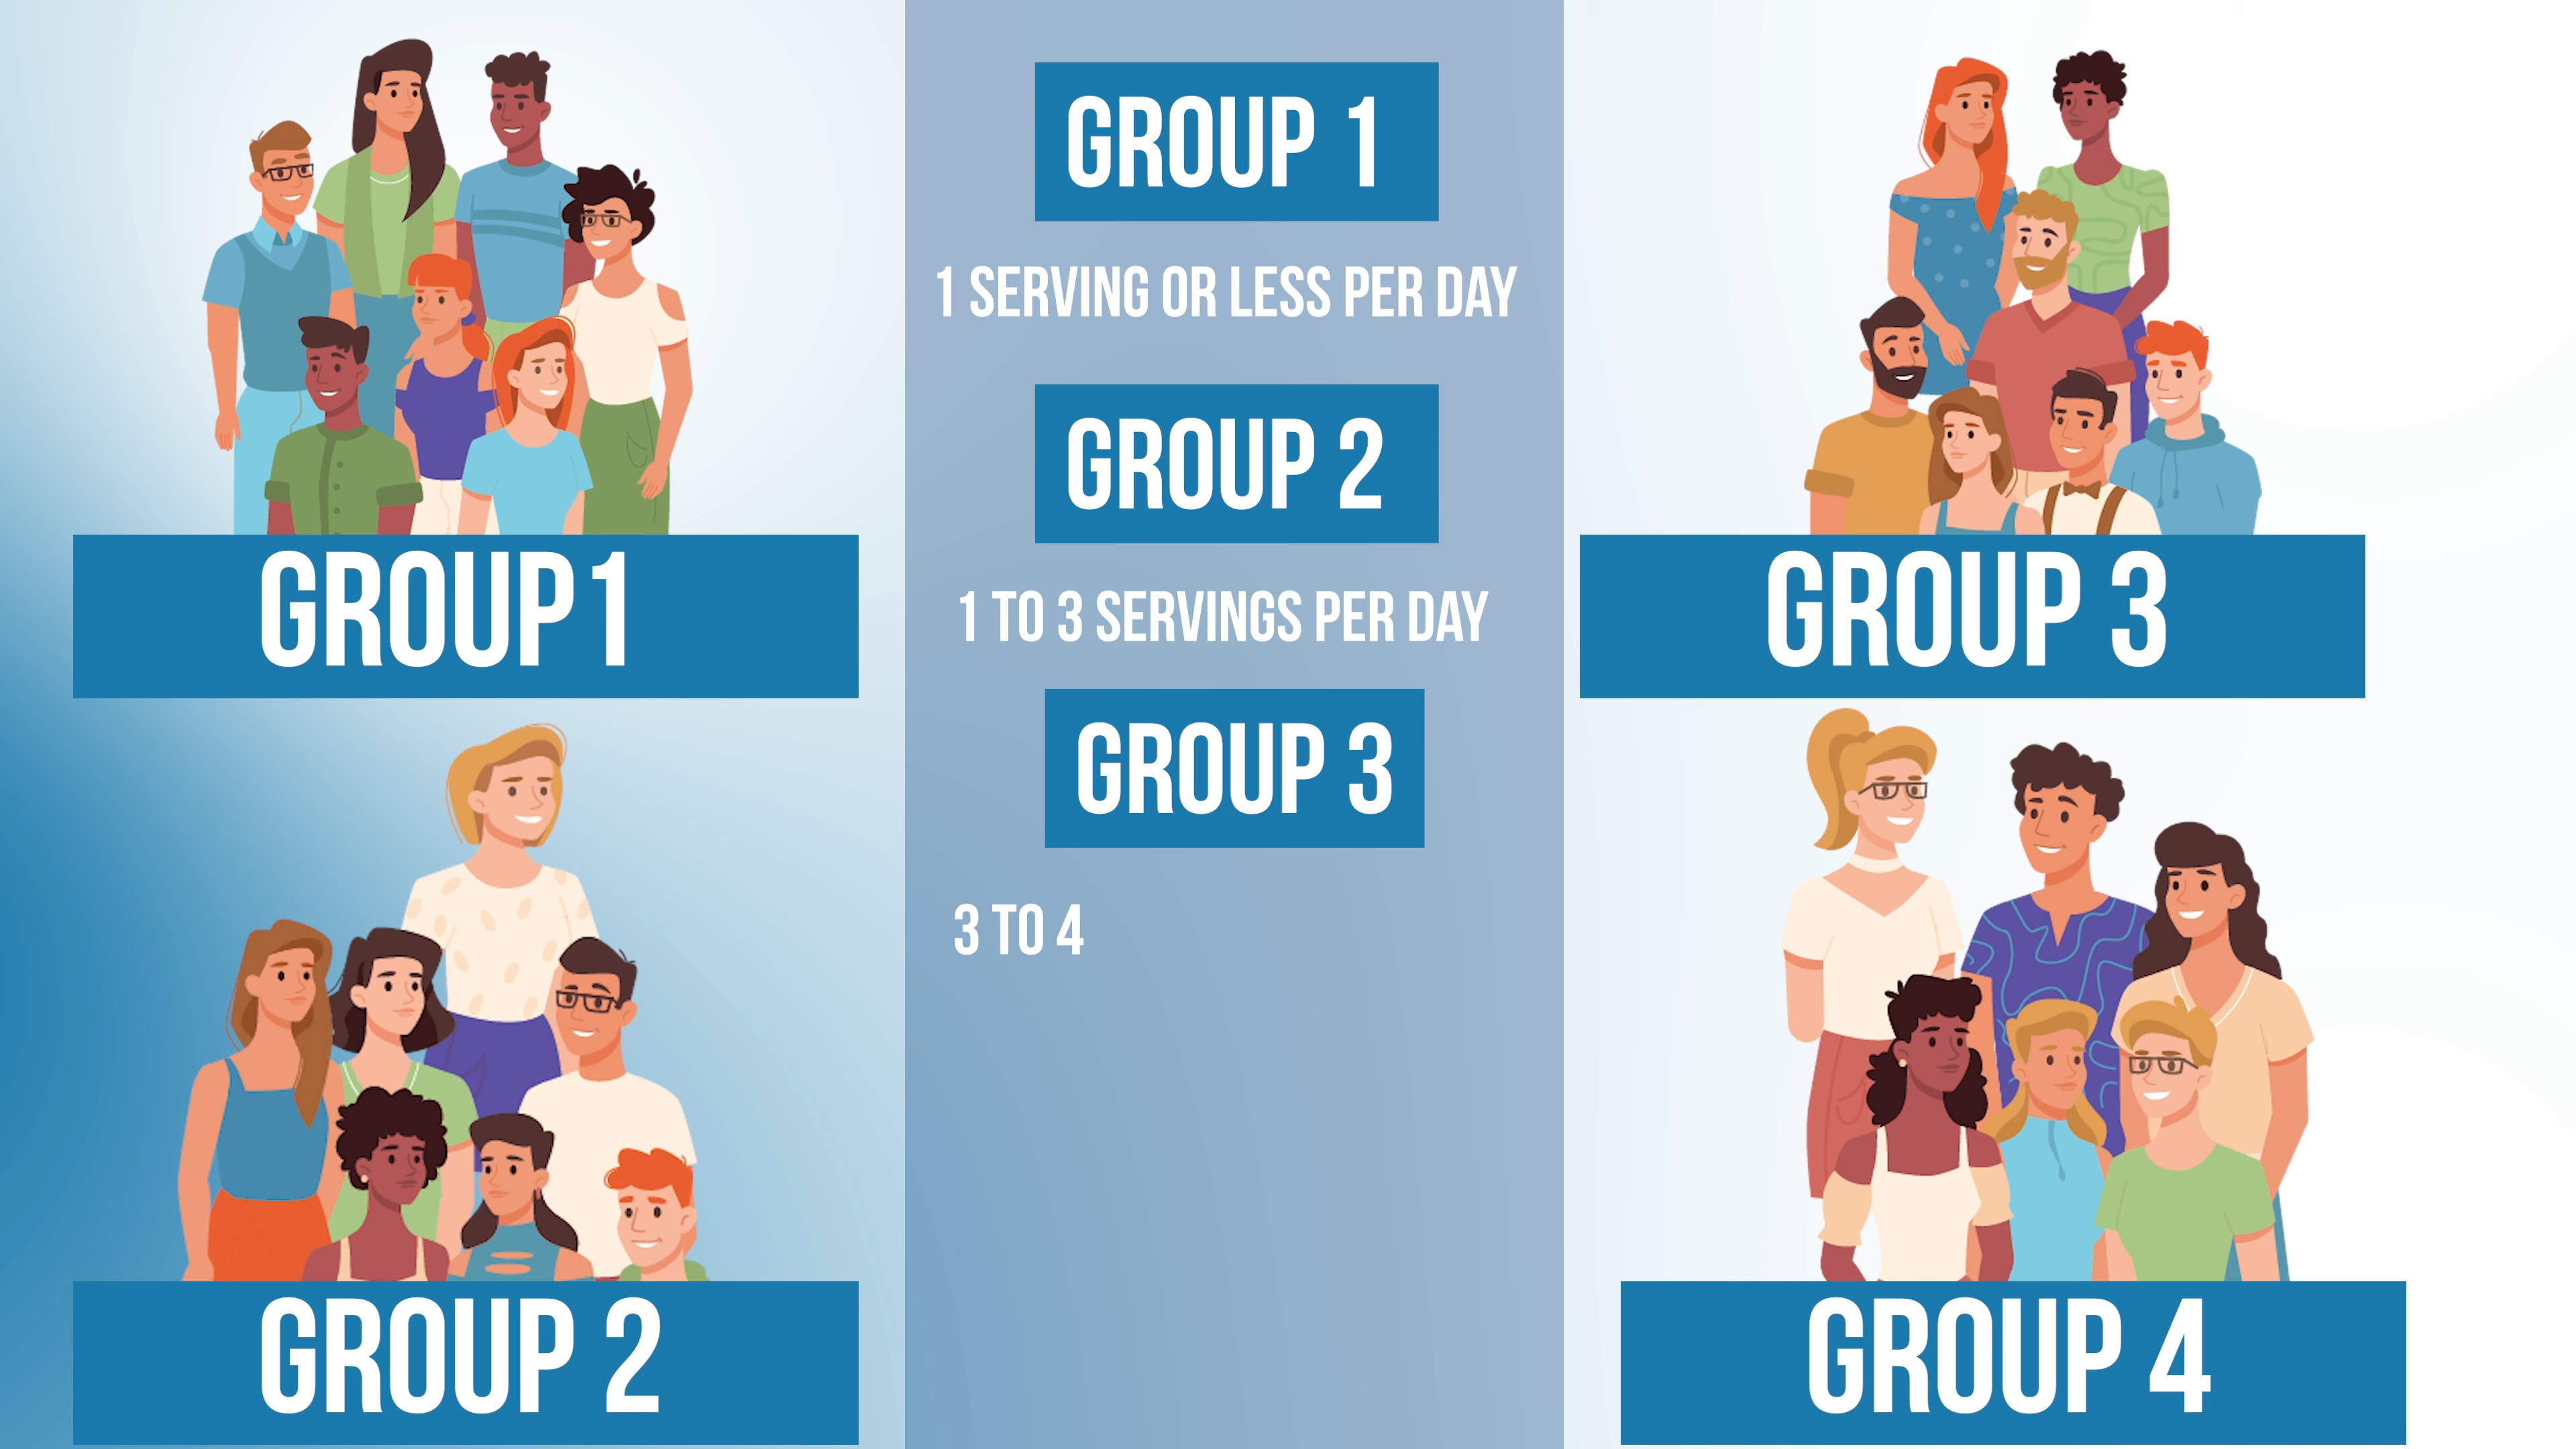 GROUP1
GROUP 2
GROUP 1
1 SERVING OR LESS PER DAY
GROUP 2
1 TO 3 SERVINGS PER DAY
GROUP 3
3 TO 4
GROUP 3
GROUP 4